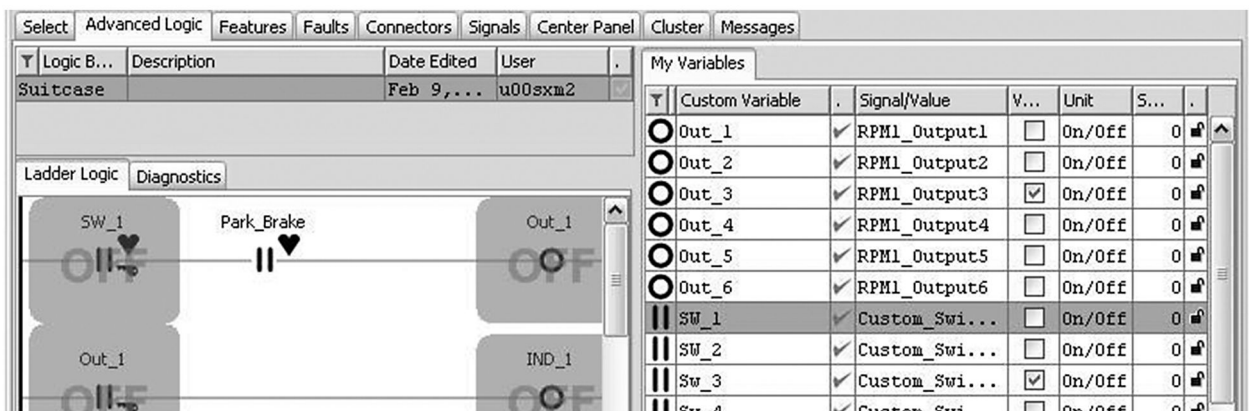 Select Advanced Logic Features Faults Connectors Signals Center Panel Cluster Messages
Logic B... Description Date Edited User .
Suitcase Feb 9,... u00sxm2
Ladder Logic Diagnostics
SW_1 Park_Brake Out_1
OFF OFF
Out_1 IND_1
OFF OFF
My Variables
Custom Variable . Signal/Value V... Unit S... .
Out_1 RPM1_Output1 On/Off 0
Out_2 RPM1_Output2 On/Off 0
Out_3 RPM1_Output3 On/Off 0
Out_4 RPM1_Output4 On/Off 0
Out_5 RPM1_Output5 On/Off 0
Out_6 RPM1_Output6 On/Off 0
SW_1 Custom_Swi... On/Off 0
SW_2 Custom_Swi... On/Off 0
Sw_3 Custom_Swi... On/Off 0